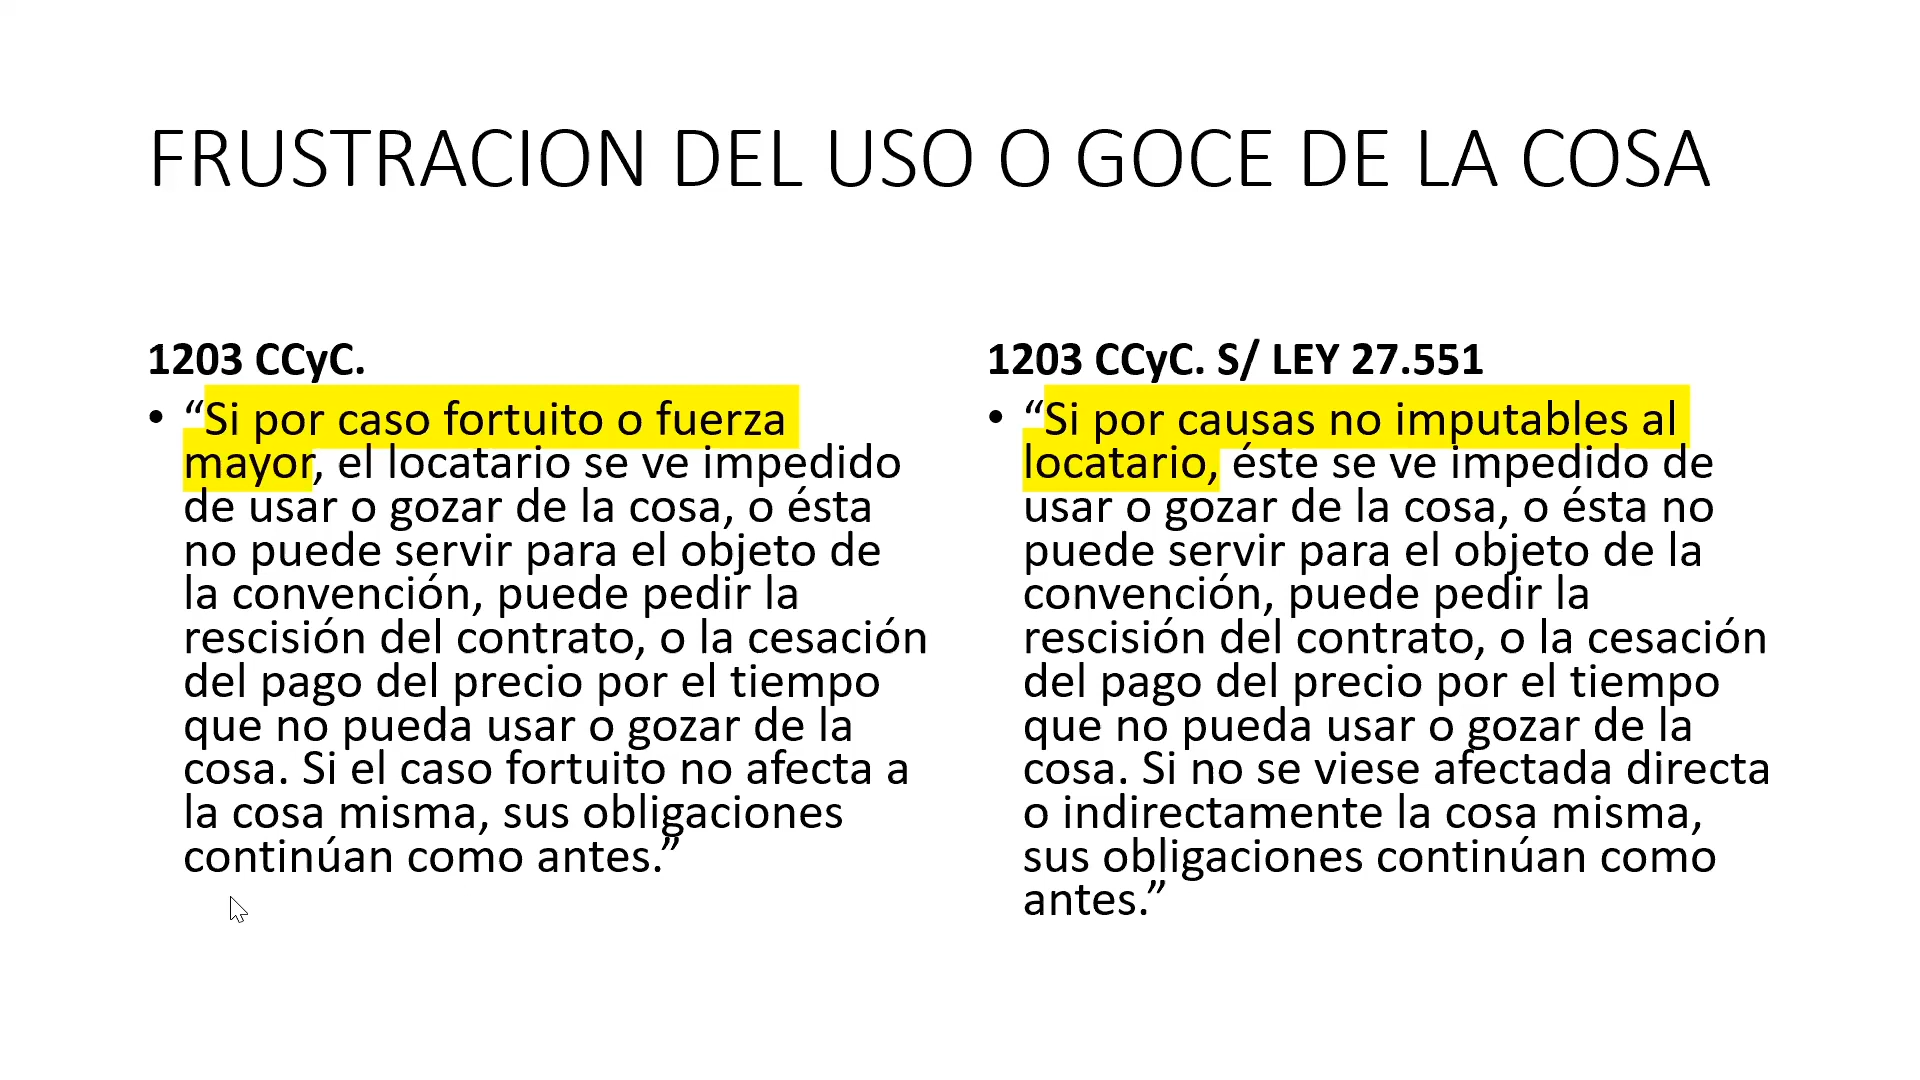 FRUSTRACION DEL USO O GOCE DE LA COSA
1203 CCyC.
• “Si por caso fortuito o fuerza
mayor, el locatario se ve impedido
de usar o gozar de la cosa, o ésta
no puede servir para el objeto de
la convención, puede pedir la
rescisión del contrato, o la cesación
del pago del precio por el tiempo
que no pueda usar o gozar de la
cosa. Si el caso fortuito no afecta a
la cosa misma, sus obligaciones
continúan como antes.”
1203 CCyC. S/ LEY 27.551
• “Si por causas no imputables al
locatario, éste se ve impedido de
usar o gozar de la cosa, o ésta no
puede servir para el objeto de la
convención, puede pedir la
rescisión del contrato, o la cesación
del pago del precio por el tiempo
que no pueda usar o gozar de la
cosa. Si no se viese afectada directa
o indirectamente la cosa misma,
sus obligaciones continúan como
antes.”